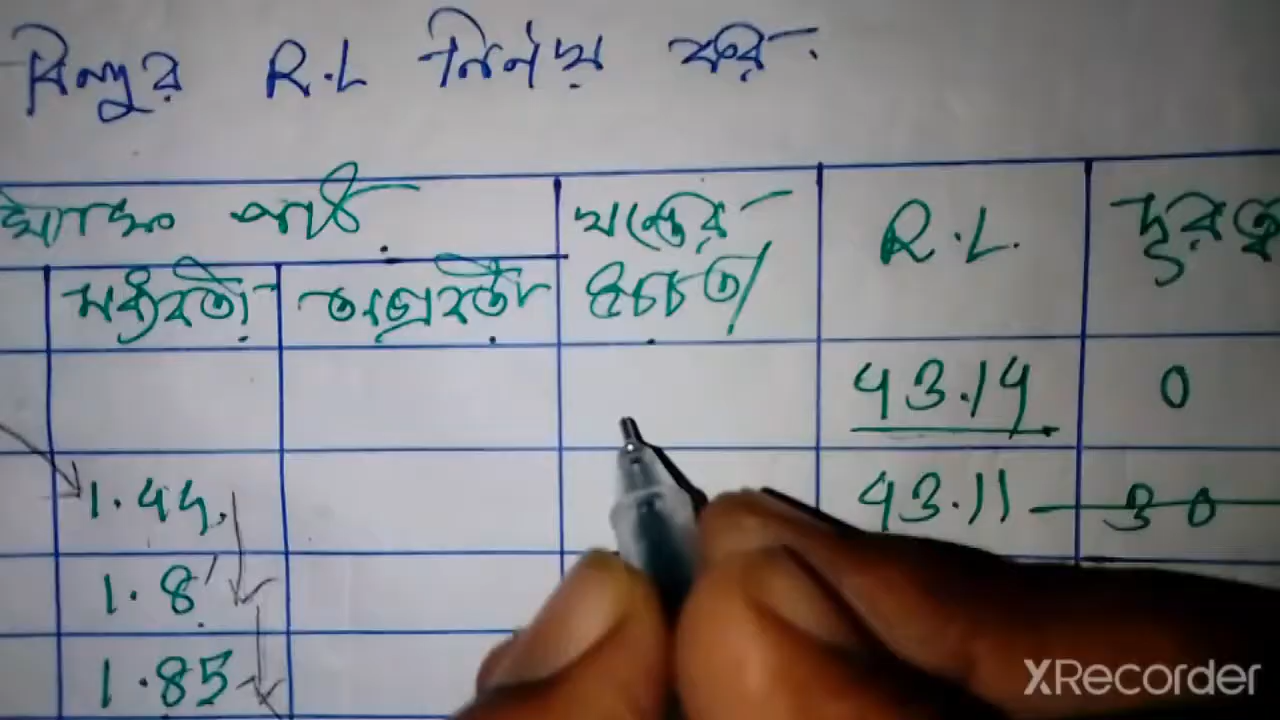 বিন্দুর R.L নির্ণয় কর.
পাঠ
যন্ত্রের R.L. দূরত্ব
মধ্যবর্তী অগ্রবর্তী উচ্চতা
43.14 0
1.44 43.11 30
1.8
1.85
XRecorder